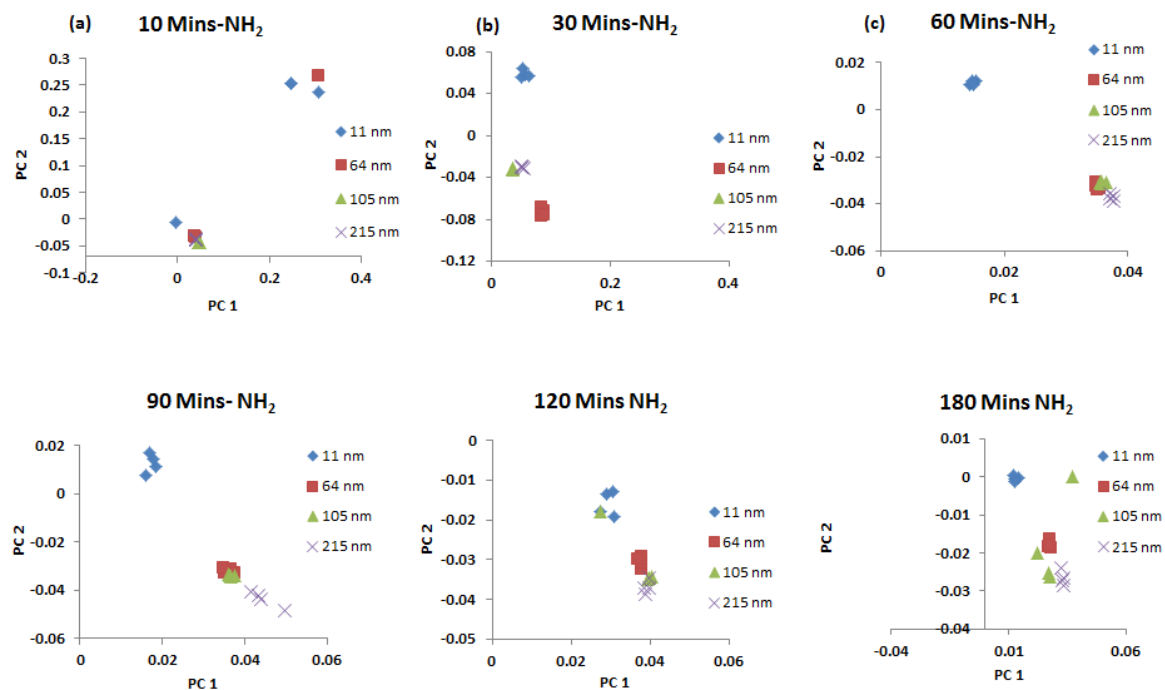 (a) 10 Mins-NH₂
0.3
0.25
0.2
0.15
0.1
0.05
0
-0.05
-0.1
PC 2
-0.2 0 0.2 0.4
PC 1
11 nm
64 nm
105 nm
215 nm
(b) 30 Mins-NH₂
0.08
0.04
0
-0.04
-0.08
-0.12
PC 2
0 0.2 0.4
PC 1
11 nm
64 nm
105 nm
215 nm
(c) 60 Mins-NH₂
0.02
0
-0.02
-0.04
-0.06
PC 2
0 0.02 0.04
PC 1
11 nm
64 nm
105 nm
215 nm
90 Mins- NH₂
0.02
0
-0.02
-0.04
-0.06
PC 2
0 0.02 0.04 0.06
PC 1
11 nm
64 nm
105 nm
215 nm
120 Mins NH₂
0
-0.01
-0.02
-0.03
-0.04
-0.05
PC 2
0 0.02 0.04 0.06
PC 1
11 nm
64 nm
105 nm
215 nm
180 Mins NH₂
0.01
0
-0.01
-0.02
-0.03
-0.04
PC 2
-0.04 0.01 0.06
PC 1
11 nm
64 nm
105 nm
215 nm